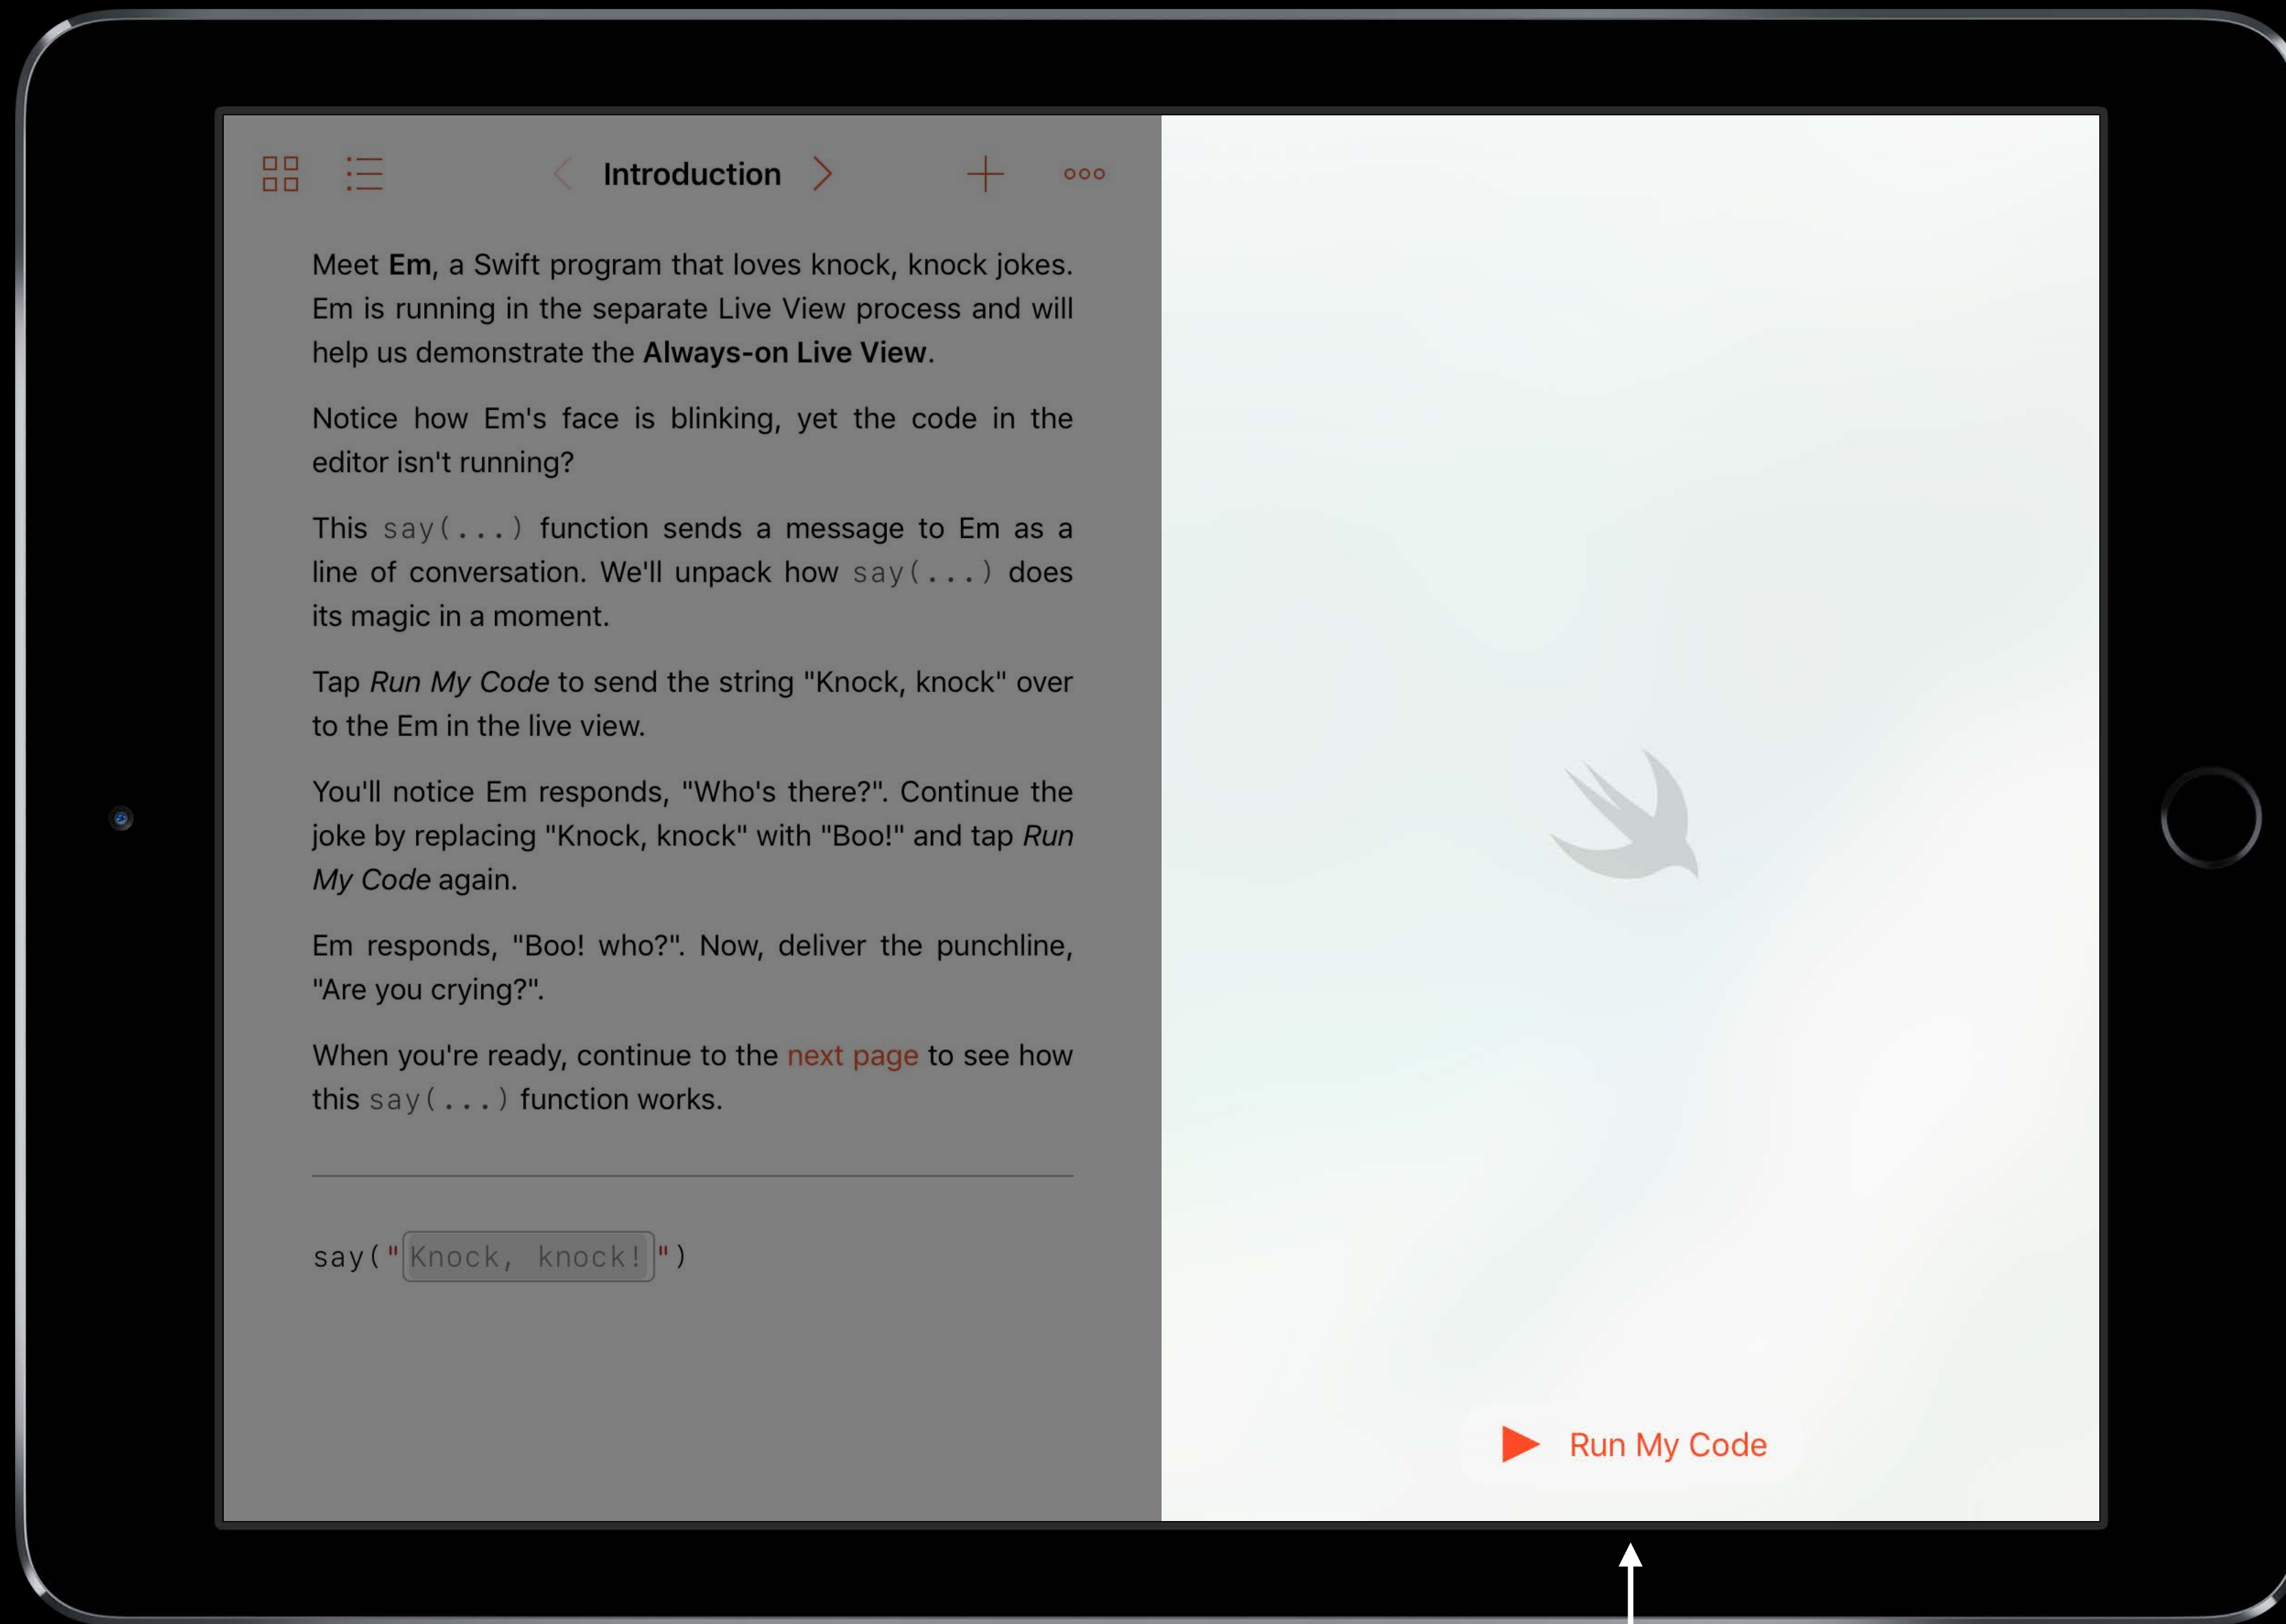 Introduction
Meet Em, a Swift program that loves knock, knock jokes.
Em is running in the separate Live View process and will
help us demonstrate the Always-on Live View.
Notice how Em's face is blinking, yet the code in the
editor isn't running?
This say(...) function sends a message to Em as a
line of conversation. We'll unpack how say(...) does
its magic in a moment.
Tap Run My Code to send the string "Knock, knock" over
to the Em in the live view.
You'll notice Em responds, "Who's there?". Continue the
joke by replacing "Knock, knock" with "Boo!" and tap Run
My Code again.
Em responds, "Boo! who?". Now, deliver the punchline,
"Are you crying?".
When you're ready, continue to the next page to see how
this say(...) function works.
say("Knock, knock!")
Run My Code